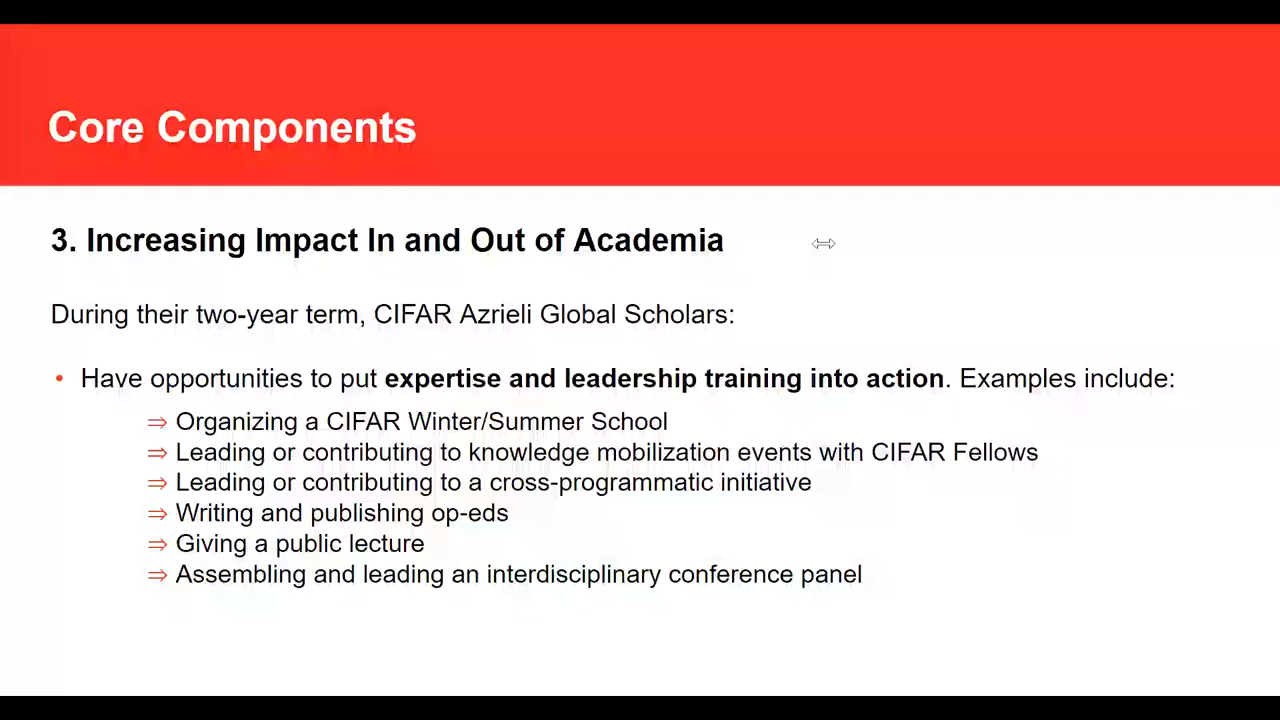 Core Components
3. Increasing Impact In and Out of Academia
During their two-year term, CIFAR Azrieli Global Scholars:
• Have opportunities to put expertise and leadership training into action. Examples include:
⇒ Organizing a CIFAR Winter/Summer School
⇒ Leading or contributing to knowledge mobilization events with CIFAR Fellows
⇒ Leading or contributing to a cross-programmatic initiative
⇒ Writing and publishing op-eds
⇒ Giving a public lecture
⇒ Assembling and leading an interdisciplinary conference panel